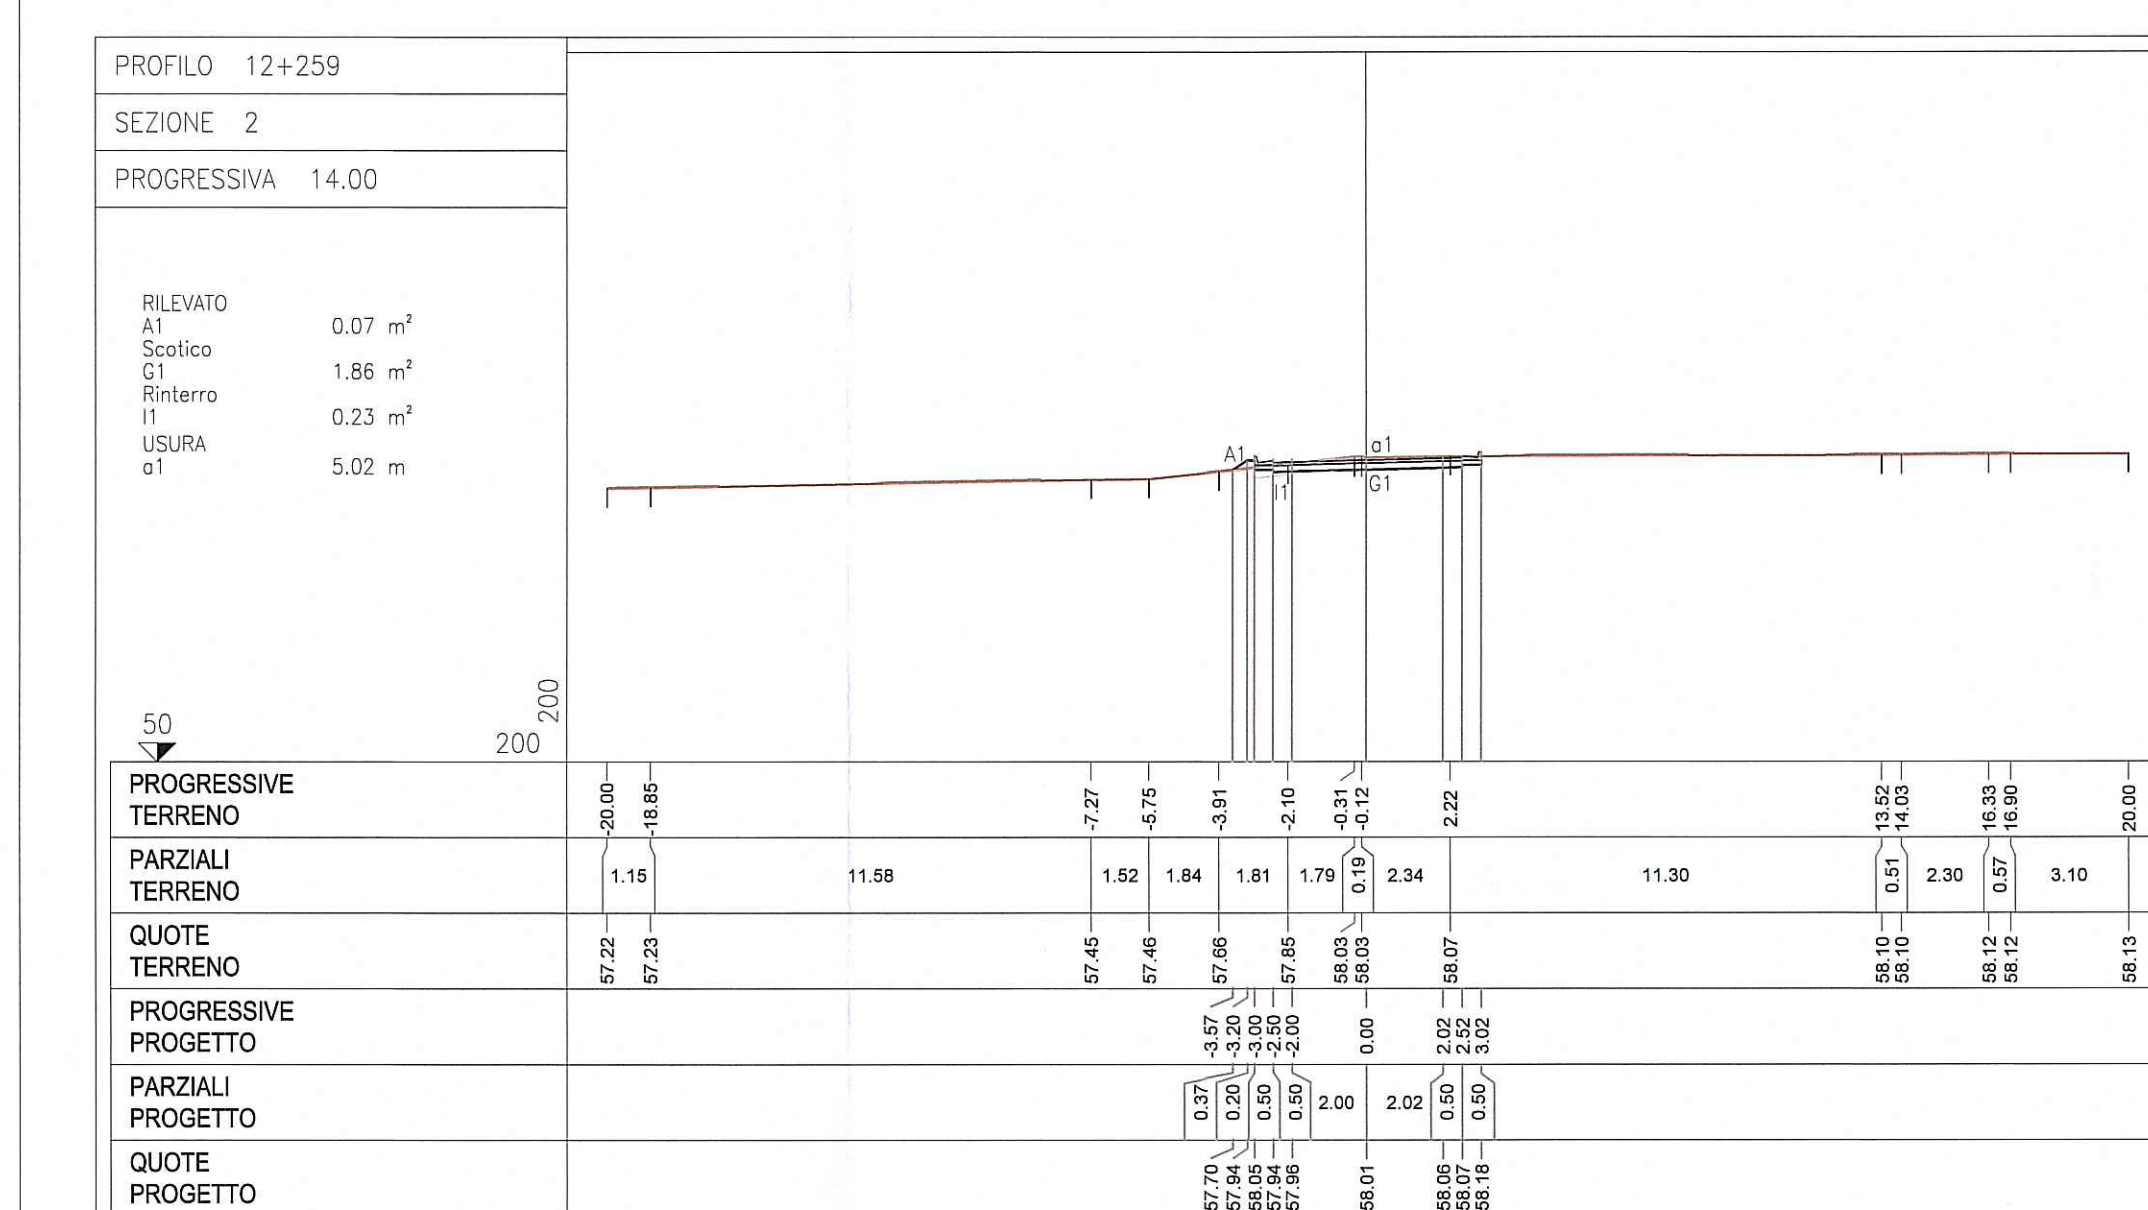 PROFILO 12+259
SEZIONE 2
PROGRESSIVA 14.00
RILEVATO
A1 0.07 m²
Scotico
G1 1.86 m²
Rinterro
I1 0.23 m²
USURA
a1 5.02 m
A1 a1
I1 G1
50
200
200
PROGRESSIVE TERRENO
-20.00 -18.85 -7.27 -5.75 -3.91 -2.10 -0.31 -0.12 2.22 13.52 14.03 16.33 16.90 20.00
PARZIALI TERRENO
1.15 11.58 1.52 1.84 1.81 1.79 0.19 2.34 11.30 0.51 2.30 0.57 3.10
QUOTE TERRENO
57.22 57.23 57.45 57.46 57.66 57.85 58.03 58.03 58.07 58.10 58.10 58.12 58.12 58.13
PROGRESSIVE PROGETTO
-3.57 -3.20 -3.00 -2.50 -2.00 0.00 2.02 2.52 3.02
PARZIALI PROGETTO
0.37 0.20 0.50 0.50 2.00 2.02 0.50 0.50
QUOTE PROGETTO
57.70 57.94 58.05 57.94 57.96 58.01 58.06 58.07 58.18